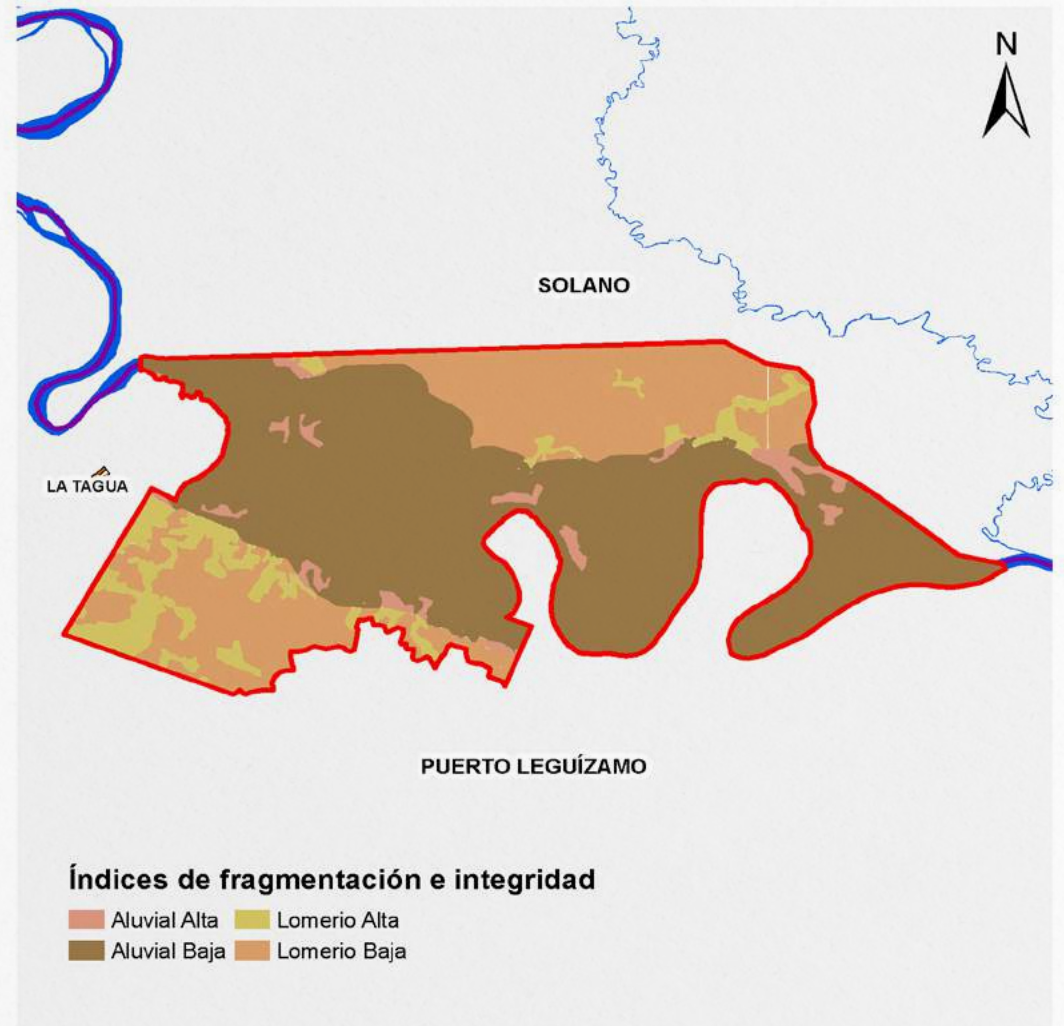 N
SOLANO
LA TAGUA
PUERTO LEGUÍZAMO
Índices de fragmentación e integridad
Aluvial Alta
Lomerio Alta
Aluvial Baja
Lomerio Baja